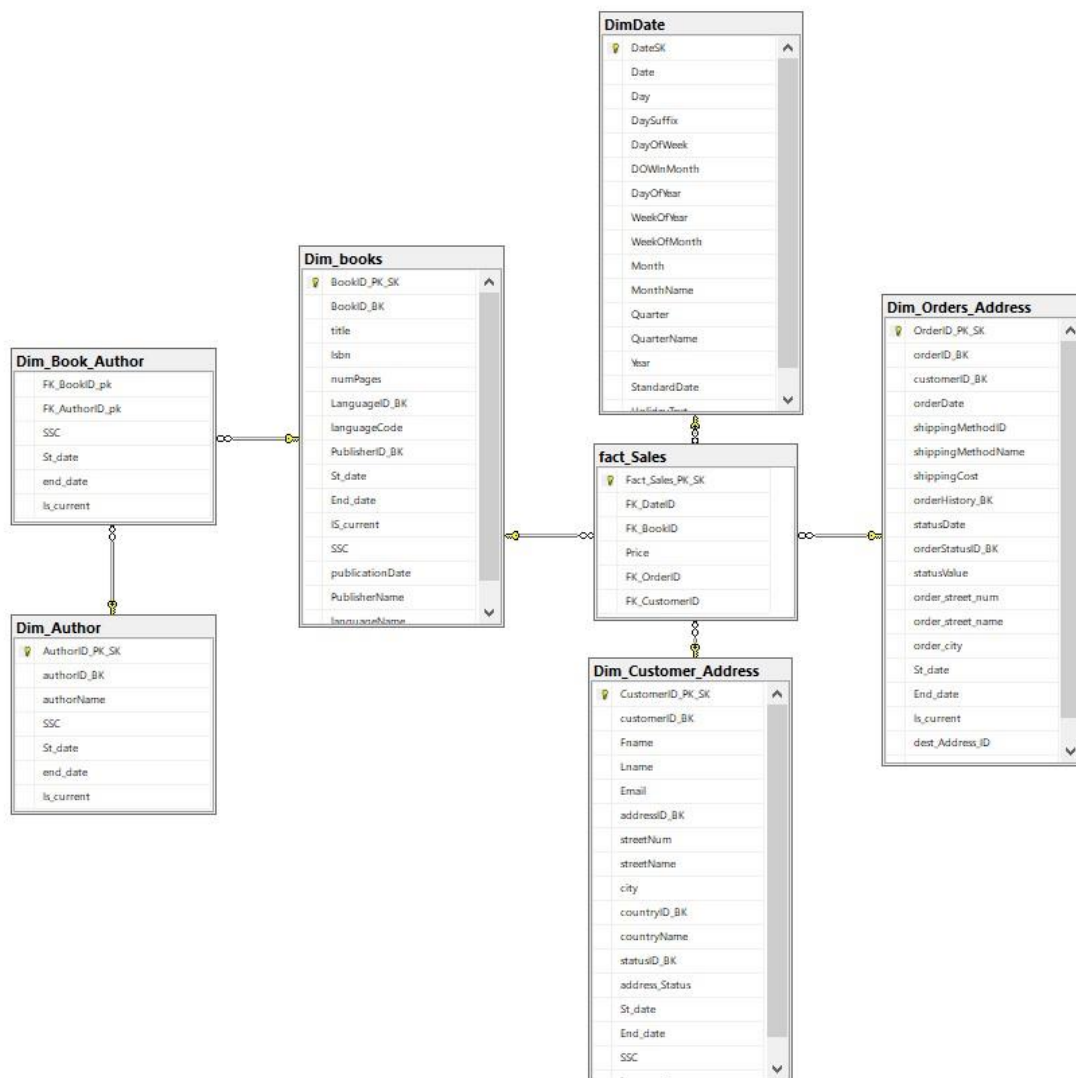 DimDate
DateSK
Date
Day
DaySuffix
DayOfWeek
DOWInMonth
DayOfYear
WeekOfYear
WeekOfMonth
Month
MonthName
Quarter
QuarterName
Year
StandardDate
Dim_books
BookID_PK_SK
BookID_BK
title
Isbn
numPages
LanguageID_BK
languageCode
PublisherID_BK
St_date
End_date
IS_current
SSC
publicationDate
PublisherName
languageName
Dim_Orders_Address
OrderID_PK_SK
orderID_BK
customerID_BK
orderDate
shippingMethodID
shippingMethodName
shippingCost
orderHistory_BK
statusDate
orderStatusID_BK
statusValue
order_street_num
order_street_name
order_city
St_date
End_date
Is_current
dest_Address_ID
Dim_Book_Author
FK_BookID_pk
FK_AuthorID_pk
SSC
St_date
end_date
Is_current
fact_Sales
Fact_Sales_PK_SK
FK_DateID
FK_BookID
Price
FK_OrderID
FK_CustomerID
Dim_Author
AuthorID_PK_SK
authorID_BK
authorName
SSC
St_date
end_date
Is_current
Dim_Customer_Address
CustomerID_PK_SK
customerID_BK
Fname
Lname
Email
addressID_BK
streetNum
streetName
city
countryID_BK
countryName
statusID_BK
address_Status
St_date
End_date
SSC